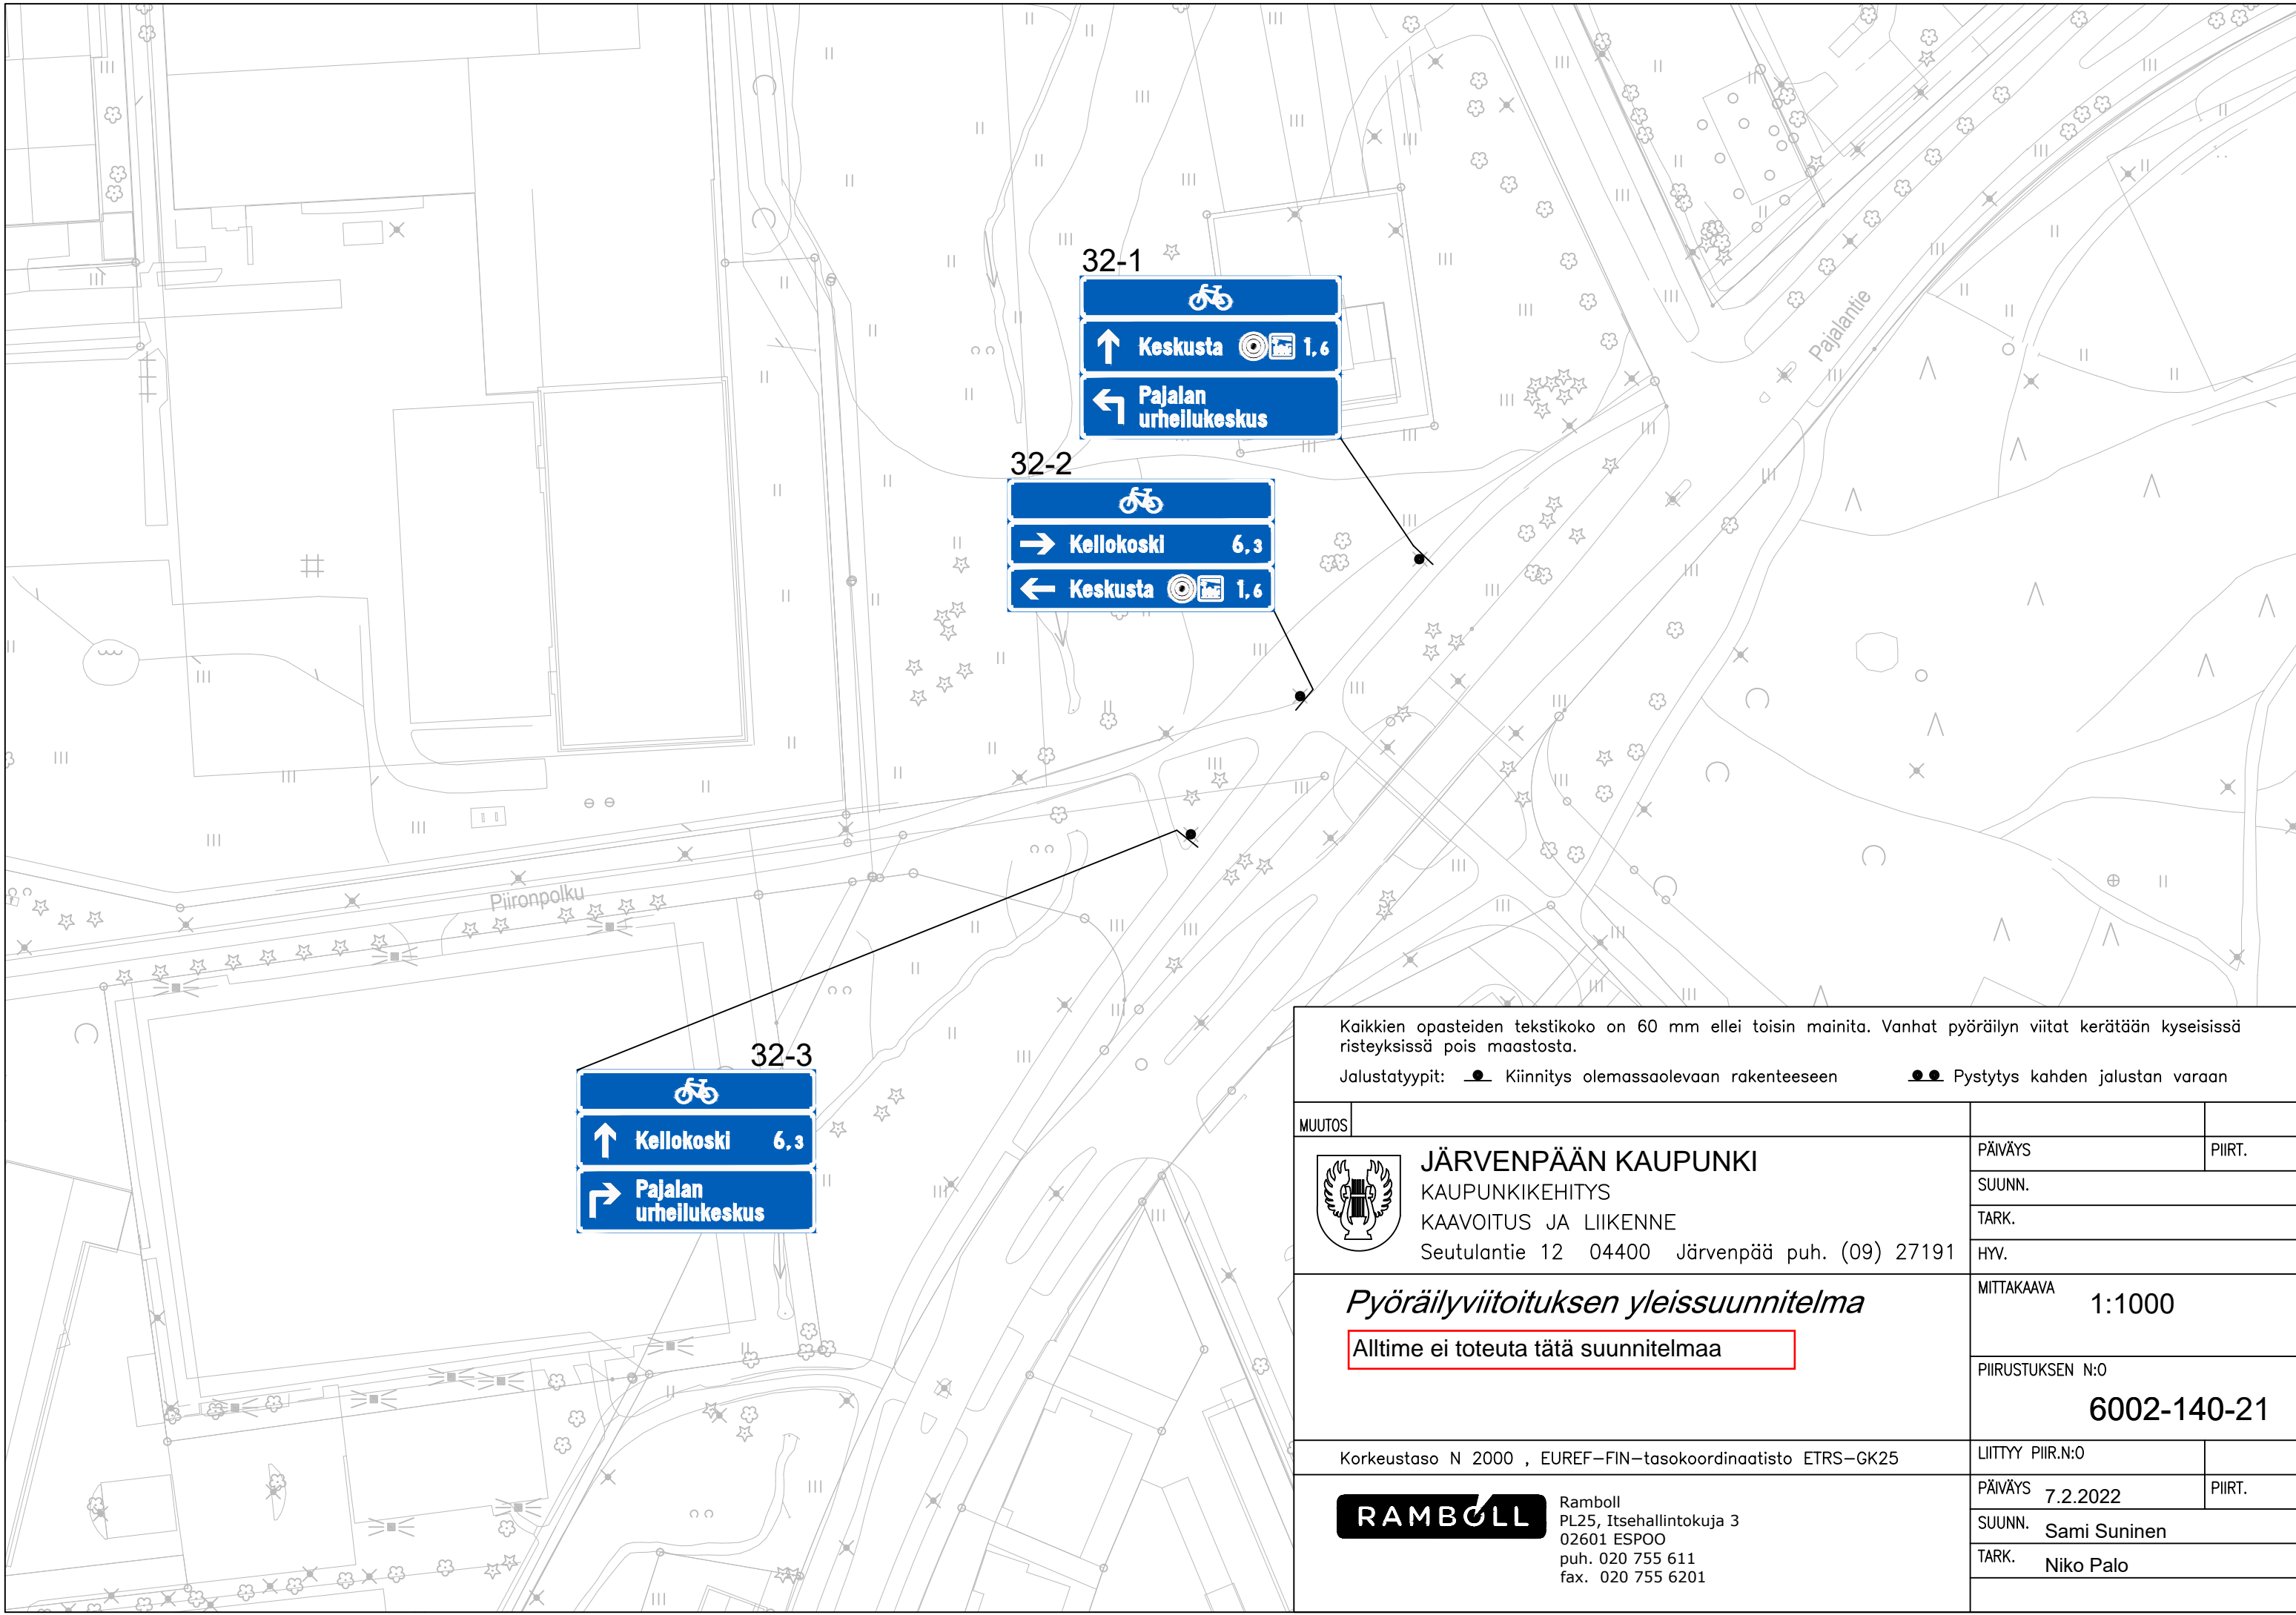 32-1
Keskusta 1,6
Pajalan
urheilukeskus
32-2
Kellokoski 6,3
Keskusta 1,6
Pajalantie
Piironpolku
32-3
Kellokoski 6,3
Pajalan
urheilukeskus
Kaikkien opasteiden tekstikoko on 60 mm ellei toisin mainita. Vanhat pyöräilyn viitat kerätään kyseisissä
risteyksissä pois maastosta.
Jalustatyypit: Kiinnitys olemassaolevaan rakenteeseen Pystytys kahden jalustan varaan
MUUTOS
JÄRVENPÄÄN KAUPUNKI
KAUPUNKIKEHITYS
KAAVOITUS JA LIIKENNE
Seutulantie 12 04400 Järvenpää puh. (09) 27191
PÄIVÄYS PIIRT.
SUUNN.
TARK.
HYV.
Pyöräilyviitoituksen yleissuunnitelma
Alltime ei toteuta tätä suunnitelmaa
MITTAKAAVA
1:1000
PIIRUSTUKSEN N:O
6002-140-21
Korkeustaso N 2000 , EUREF-FIN-tasokoordinaatisto ETRS-GK25
LIITTYY PIIR.N:O
RAMBOLL
Ramboll
PL25, Itsehallintokuja 3
02601 ESPOO
puh. 020 755 611
fax. 020 755 6201
PÄIVÄYS 7.2.2022 PIIRT.
SUUNN. Sami Suninen
TARK. Niko Palo